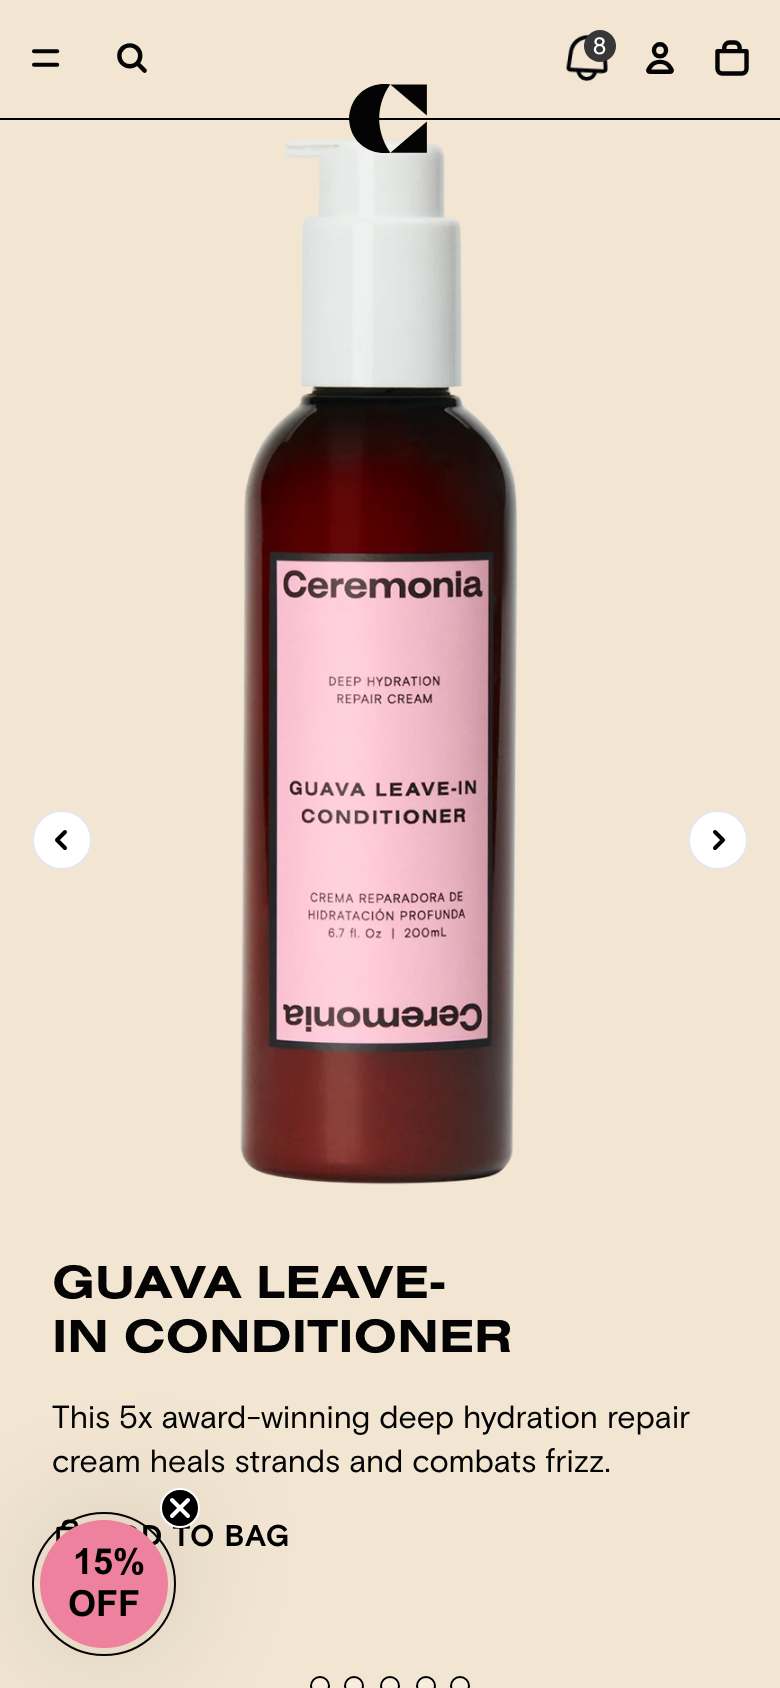 8
Ceremonia
DEEP HYDRATION
REPAIR CREAM
GUAVA LEAVE-IN
CONDITIONER
CREMA REPARADORA DE
HIDRATACIÓN PROFUNDA
6.7 fl. Oz | 200mL
Ceremonia
GUAVA LEAVE-
IN CONDITIONER
This 5x award-winning deep hydration repair
cream heals strands and combats frizz.
TO BAG
15%
OFF